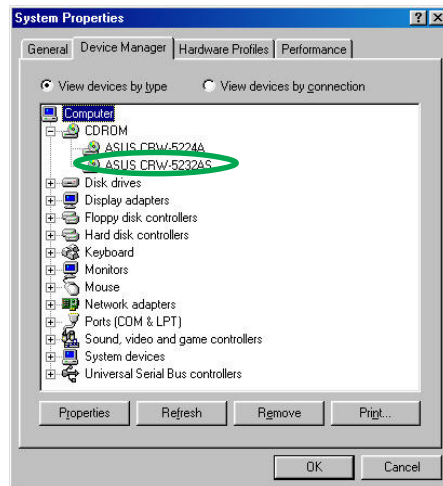 System Properties
General Device Manager Hardware Profiles Performance
View devices by type View devices by connection
Computer
CDROM
ASUS CRW-5224A
ASUS CRW-5232AS
Disk drives
Display adapters
Floppy disk controllers
Hard disk controllers
Keyboard
Monitors
Mouse
Network adapters
Ports (COM & LPT)
Sound, video and game controllers
System devices
Universal Serial Bus controllers
Properties Refresh Remove Print...
OK Cancel